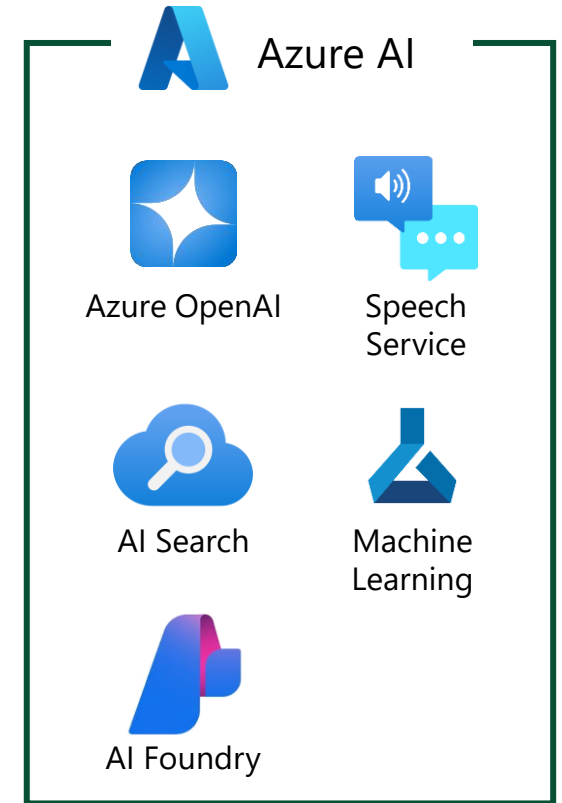 Azure AI
Azure OpenAI
Speech
Service
AI Search
Machine
Learning
AI Foundry